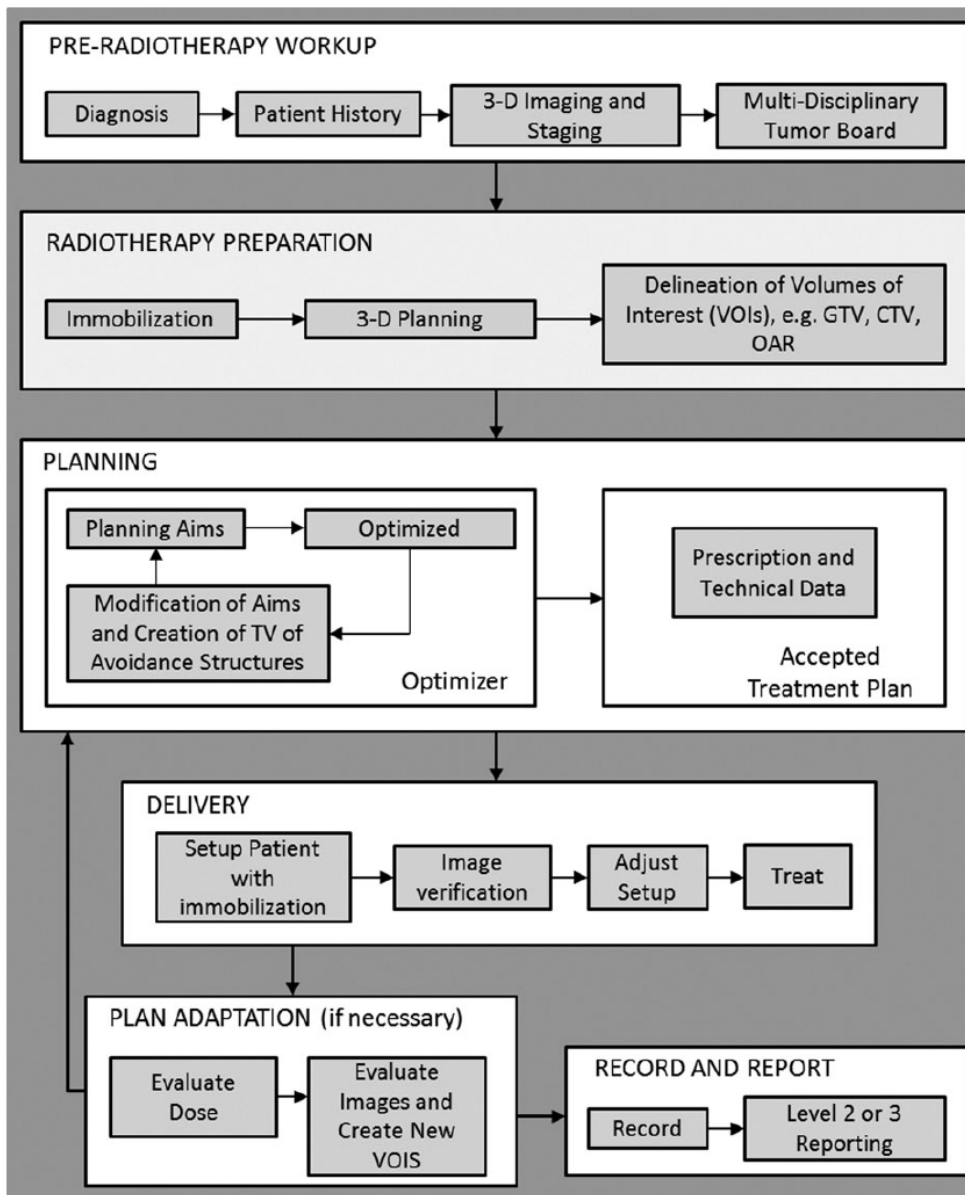 PRE-RADIOTHERAPY WORKUP
Diagnosis
Patient History
3-D Imaging and
Staging
Multi-Disciplinary
Tumor Board
RADIOTHERAPY PREPARATION
Immobilization
3-D Planning
Delineation of Volumes of
Interest (VOIs), e.g. GTV, CTV,
OAR
PLANNING
Planning Aims
Optimized
Modification of Aims
and Creation of TV of
Avoidance Structures
Optimizer
Prescription and
Technical Data
Accepted
Treatment Plan
DELIVERY
Setup Patient
with
immobilization
Image
verification
Adjust
Setup
Treat
PLAN ADAPTATION (if necessary)
Evaluate
Dose
Evaluate
Images and
Create New
VOIS
RECORD AND REPORT
Record
Level 2 or 3
Reporting